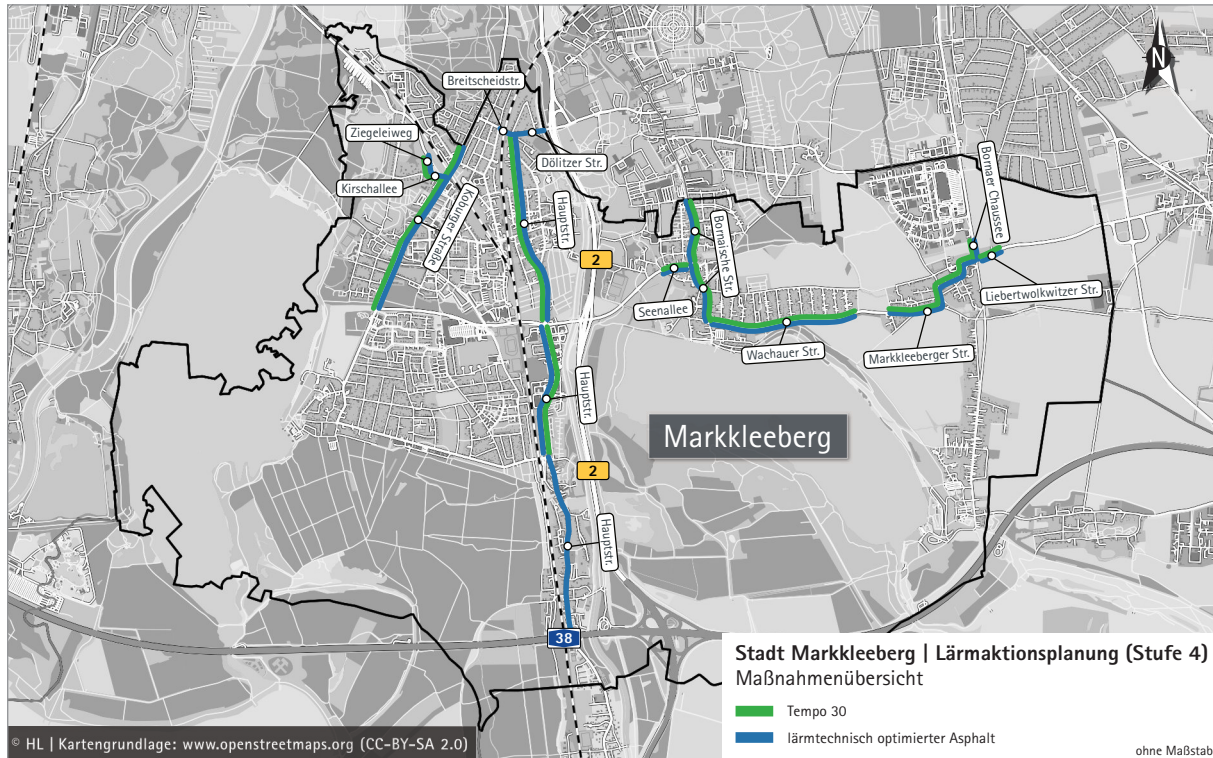 N
Breitscheidstr.
Ziegeleiweg
Dölitzer Str.
Kirschallee
Koburger Straße
Hauptstr.
Bornaische Str.
Bornaer Chaussee
2
Seenallee
Liebertwolkwitzer Str.
Wachauer Str.
Markkleeberger Str.
Hauptstr.
Markkleeberg
2
Hauptstr.
38
Stadt Markkleeberg | Lärmaktionsplanung (Stufe 4)
Maßnahmenübersicht
Tempo 30
lärmtechnisch optimierter Asphalt
ohne Maßstab
© HL | Kartengrundlage: www.openstreetmaps.org (CC-BY-SA 2.0)